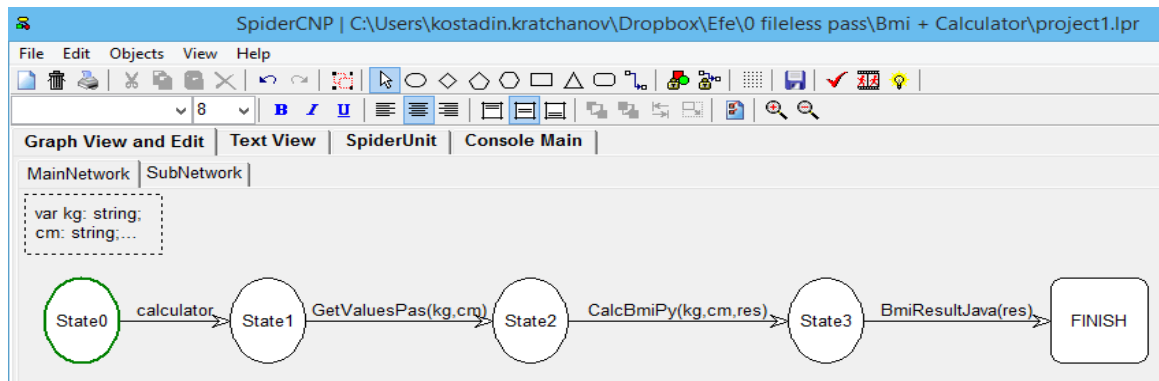 SpiderCNP | C:\Users\kostadin.kratchanov\Dropbox\Efe\0 fileless pass\Bmi + Calculator\project1.lpr
File Edit Objects View Help
8 B I U
Graph View and Edit Text View SpiderUnit Console Main
MainNetwork SubNetwork
var kg: string;
cm: string;...
State0 calculator State1 GetValuesPas(kg,cm) State2 CalcBmiPy(kg,cm,res) State3 BmiResultJava(res) FINISH